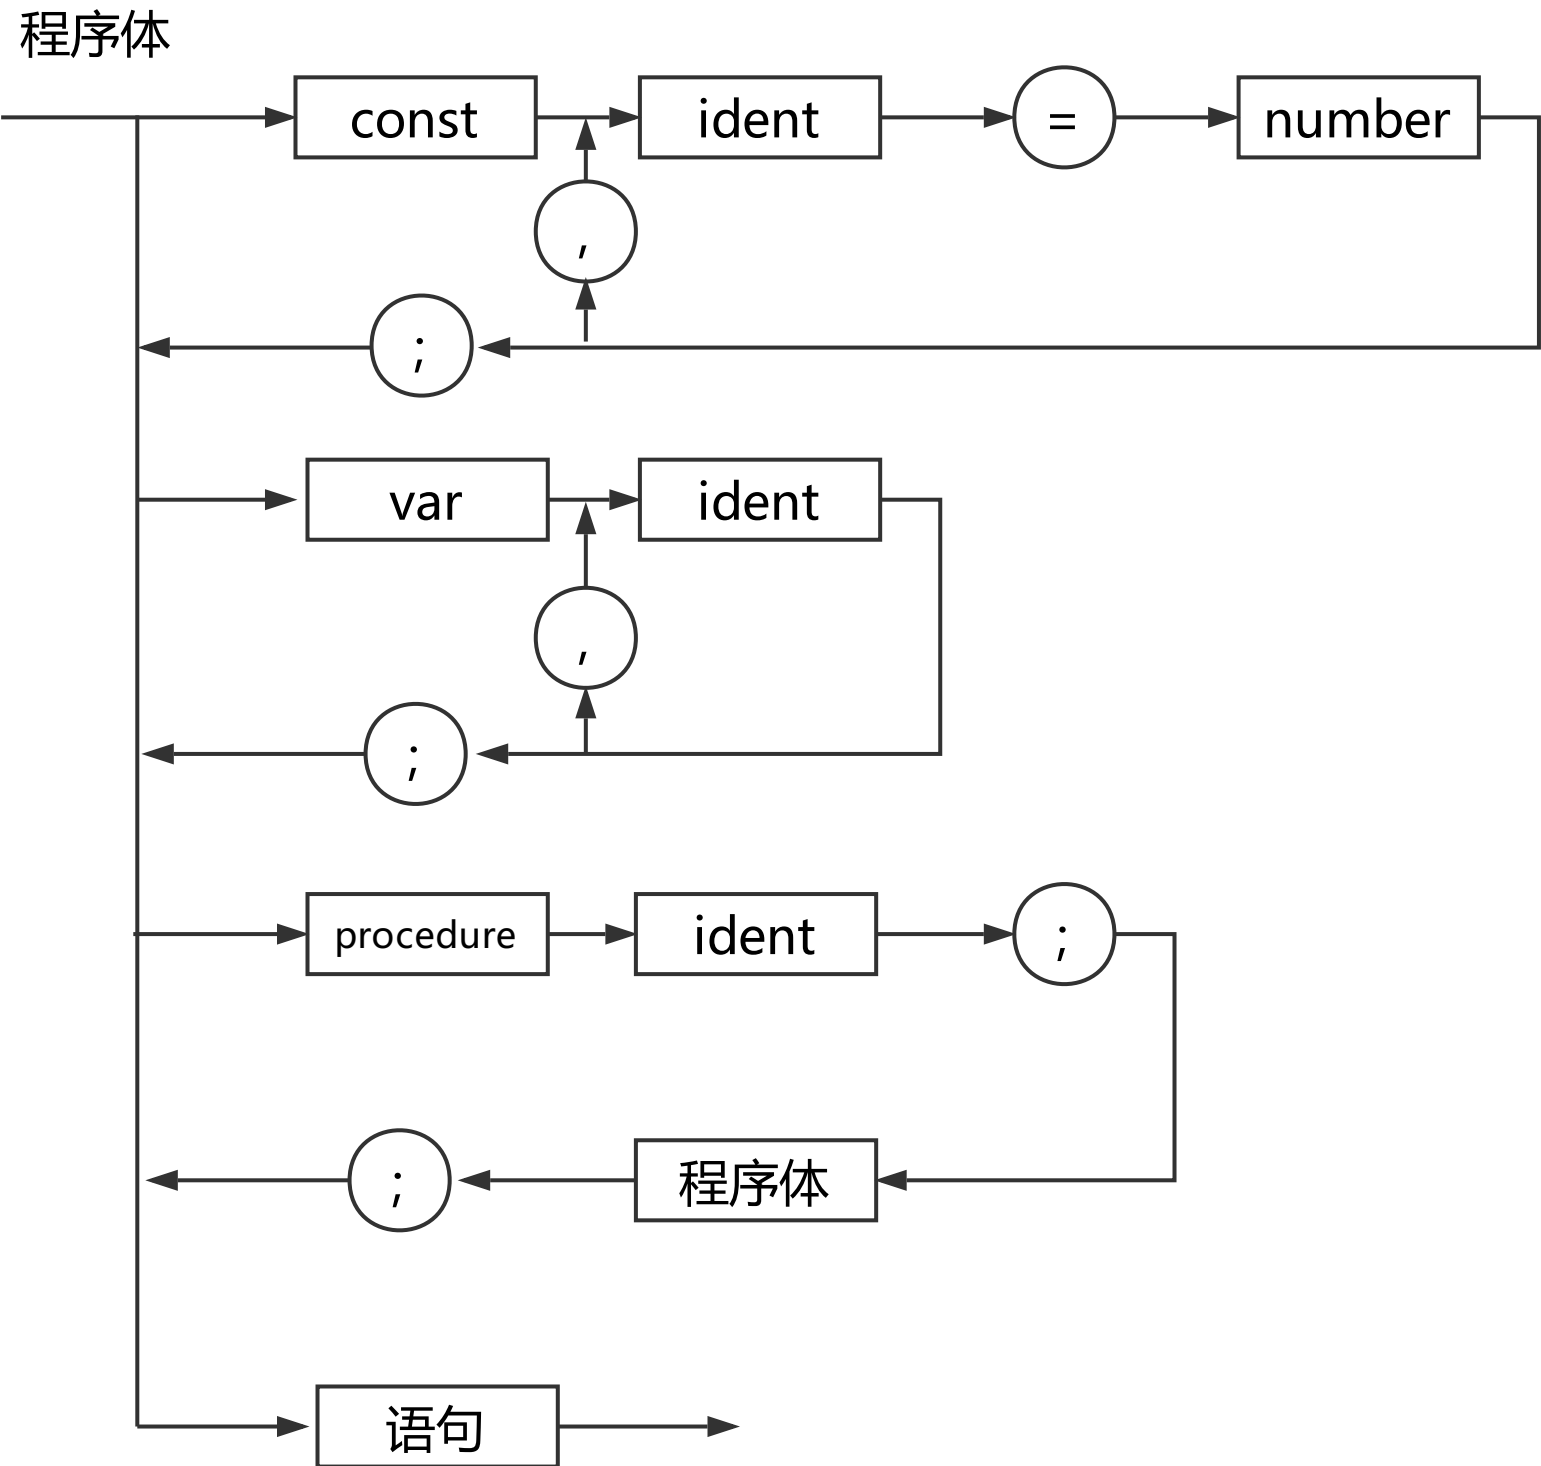 程序体
const ident = number
,
;
var ident
,
;
procedure ident ;
; 程序体
语句